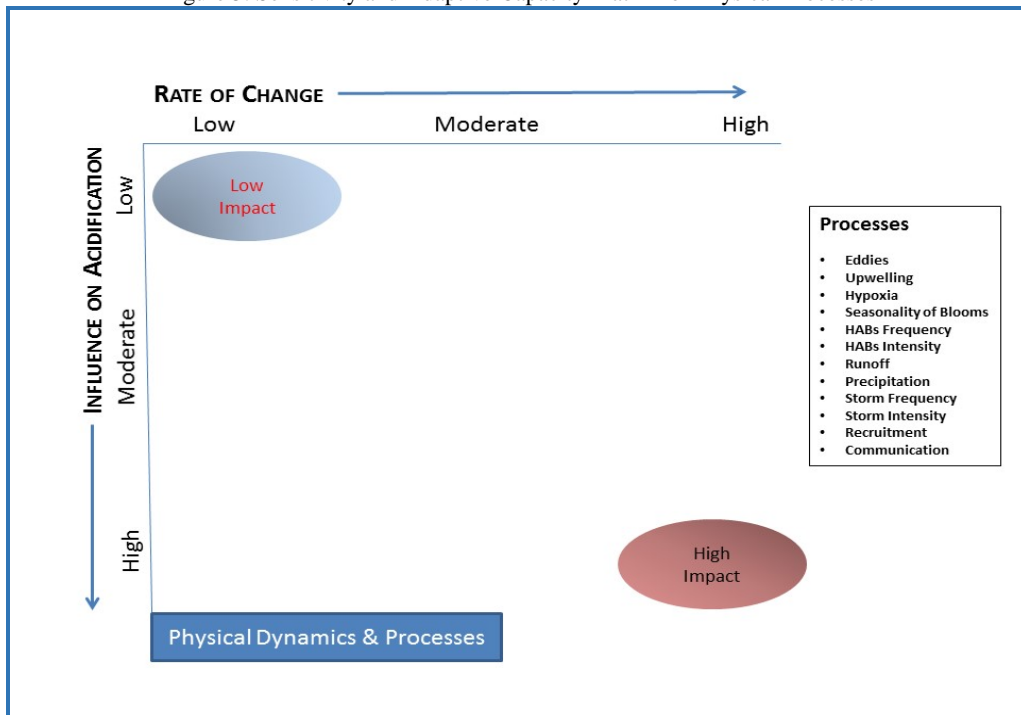 RATE OF CHANGE
Low Moderate High
INFLUENCE ON ACIDIFICATION
Low
Moderate
High
Low
Impact
Processes
• Eddies
• Upwelling
• Hypoxia
• Seasonality of Blooms
• HABs Frequency
• HABs Intensity
• Runoff
• Precipitation
• Storm Frequency
• Storm Intensity
• Recruitment
• Communication
High
Impact
Physical Dynamics & Processes